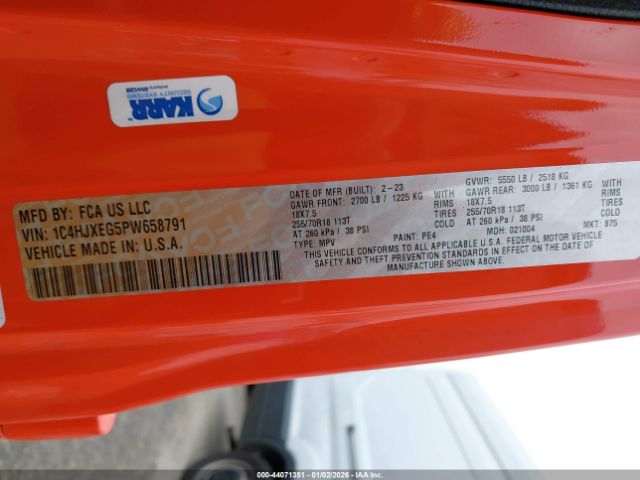 KARR
SECURITY SYSTEMS
MFD BY: FCA US LLC
VIN: 1C4HJXEG5PW658791
VEHICLE MADE IN U.S.A.
DATE OF MFR (BUILT): 2-23
GVWR: 5550 LB / 2518 KG
GAWR FRONT: 2700 LB / 1225 KG WITH
GAWR REAR: 3000 LB / 1361 KG WITH
18X7.5 RIMS
18X7.5 RIMS
255/70R18 113T TIRES
255/70R18 113T TIRES
AT 260 kPa / 38 PSI COLD
AT 260 kPa / 38 PSI COLD
TYPE: MPV PAINT: PE4 MDH: 021004 MKT: 875
THIS VEHICLE CONFORMS TO ALL APPLICABLE U.S.A. FEDERAL MOTOR VEHICLE
SAFETY, BUMPER, AND THEFT PREVENTION STANDARDS IN EFFECT ON THE DATE OF
MANUFACTURE SHOWN ABOVE.
000-44071351 - 01/02/2026 - COPYRIGHT IAA, LLC.